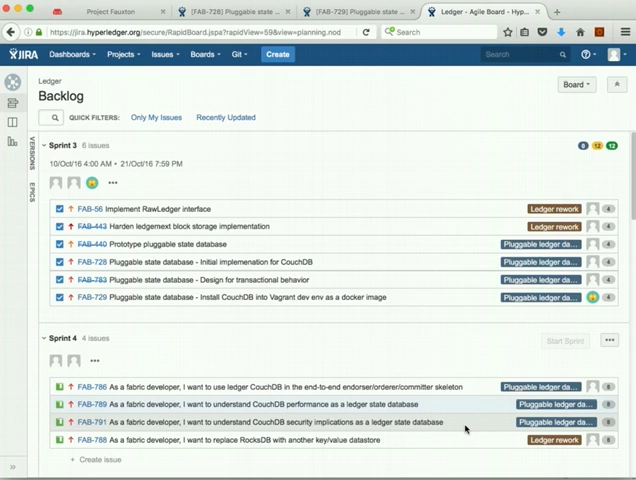 Project Fauxton
[FAB-728] Pluggable state ...
[FAB-729] Pluggable state ...
Ledger - Agile Board - Hyp...
https://jira.hyperledger.org/secure/RapidBoard.jspa?rapidView=59&view=planning.nod
Search
JIRA
Dashboards
Projects
Issues
Boards
Git
Create
Search
Ledger
Backlog
Board
QUICK FILTERS:
Only My Issues
Recently Updated
VERSIONS
EPICS
Sprint 3 6 issues
10/Oct/16 4:00 AM • 21/Oct/16 7:59 PM
FAB-56 Implement RawLedger interface Ledger rework 4
FAB-443 Harden ledgernext block storage implementation Ledger rework 4
FAB-440 Prototype pluggable state database Pluggable ledger da... 4
FAB-728 Pluggable state database - Initial implemenation for CouchDB Pluggable ledger da... 4
FAB-783 Pluggable state database - Design for transactional behavior Pluggable ledger da... 4
FAB-729 Pluggable state database - Install CouchDB into Vagrant dev env as a docker image Pluggable ledger da... 4
Sprint 4 4 issues
Start Sprint
FAB-786 As a fabric developer, I want to use ledger CouchDB in the end-to-end endorser/orderer/committer skeleton Pluggable ledger da...
FAB-789 As a fabric developer, I want to understand CouchDB performance as a ledger state database Pluggable ledger da...
FAB-791 As a fabric developer, I want to understand CouchDB security implications as a ledger state database Pluggable ledger da...
FAB-788 As a fabric developer, I want to replace RocksDB with another key/value datastore Ledger rework
Create issue